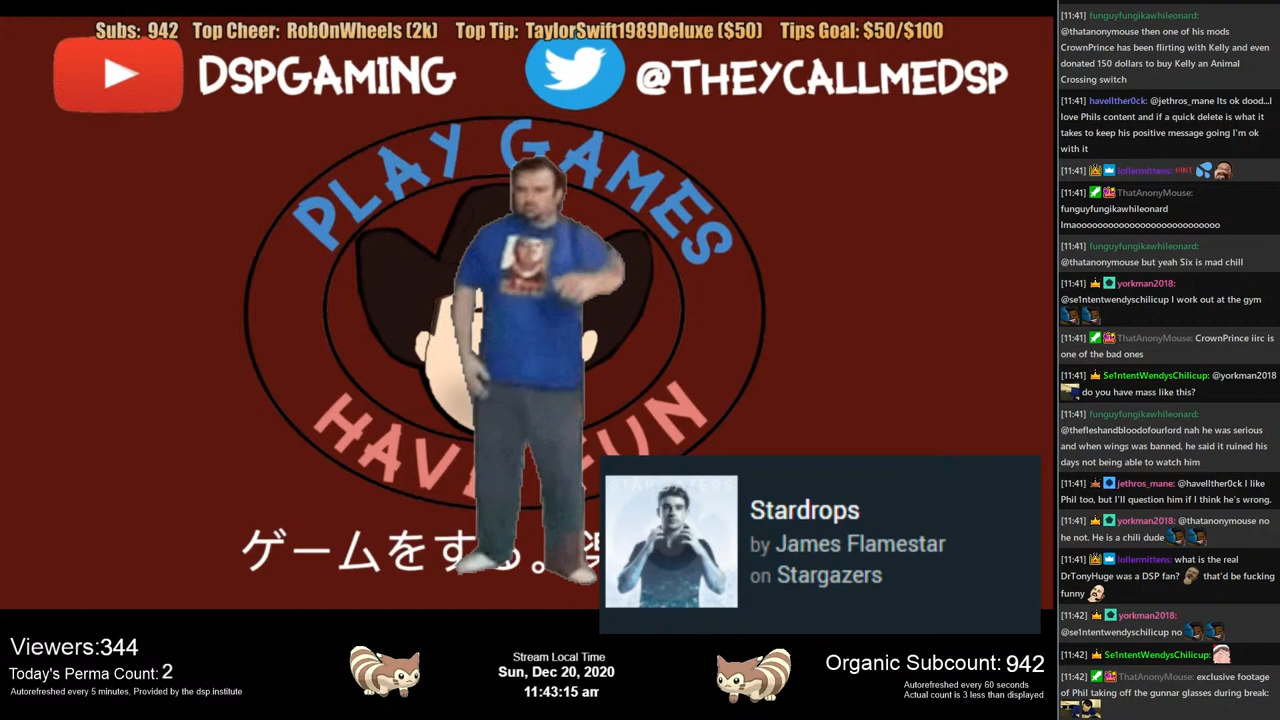 Subs: 942 Top Cheer: RobOnWheels (2k) Top Tip: TaylorSwift1989Deluxe ($50) Tips Goal: $50/$100
DSPGAMING @THEYCALLMEDSP
PLAY GAMES
HAVE FUN
ゲームをする。
STARGAZERS
Stardrops
by James Flamestar
on Stargazers
Viewers:344
Today's Perma Count: 2
Autorefreshed every 5 minutes, Provided by the dsp.institute
Stream Local Time
Sun, Dec 20, 2020
11:43:15 am
Organic Subcount: 942
Autorefreshed every 60 seconds
Actual count is 3 less than displayed
[11:41] funguyfungikawhileonard:
@thatanonymouse then one of his mods
CrownPrince has been flirting with Kelly and even
donated 150 dollars to buy Kelly an Animal
Crossing switch
[11:41] havellther0ck: @jethros_mane Its ok dood...I
love Phils content and if a quick delete is what it
takes to keep his positive message going I'm ok
with it
[11:41] lollermittens:
[11:41] ThatAnonyMouse:
funguyfungikawhileonard
lmaooooooooooooooooooooooooooo
[11:41] funguyfungikawhileonard:
@thatanonymouse but yeah Six is mad chill
[11:41] yorkman2018:
@se1ntentwendyschilicup I work out at the gym
[11:41] ThatAnonyMouse: CrownPrince iirc is
one of the bad ones
[11:41] Se1ntentWendysChilicup: @yorkman2018
do you have mass like this?
[11:41] funguyfungikawhileonard:
@thefleshandbloodofourlord nah he was serious
and when wings was banned, he said it ruined his
days not being able to watch him
[11:41] jethros_mane: @havellther0ck I like
Phil too, but I'll question him if I think he's wrong.
[11:41] yorkman2018: @thatanonymouse no
he not. He is a chili dude
[11:41] lollermittens: what is the real
DrTonyHuge was a DSP fan? that'd be fucking
funny
[11:42] yorkman2018:
@se1ntentwendyschilicup no
[11:42] Se1ntentWendysChilicup:
[11:42] ThatAnonyMouse: exclusive footage
of Phil taking off the gunnar glasses during break: